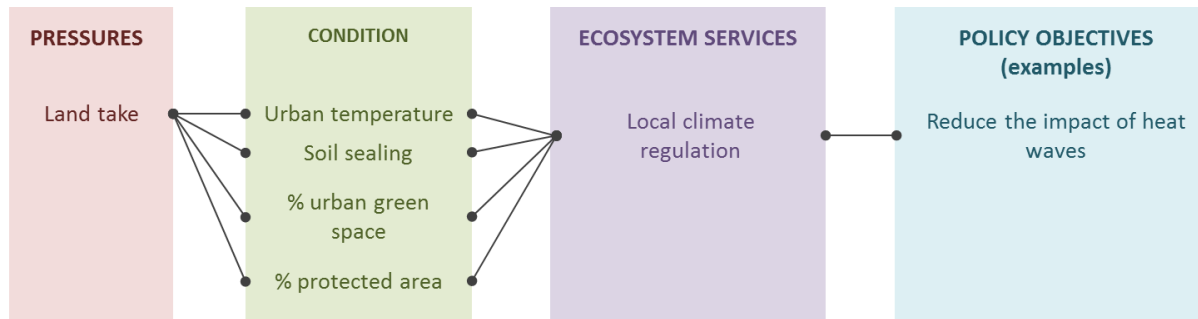 PRESSURES
Land take
CONDITION
Urban temperature
Soil sealing
% urban green
space
% protected area
ECOSYSTEM SERVICES
Local climate
regulation
POLICY OBJECTIVES
(examples)
Reduce the impact of heat
waves